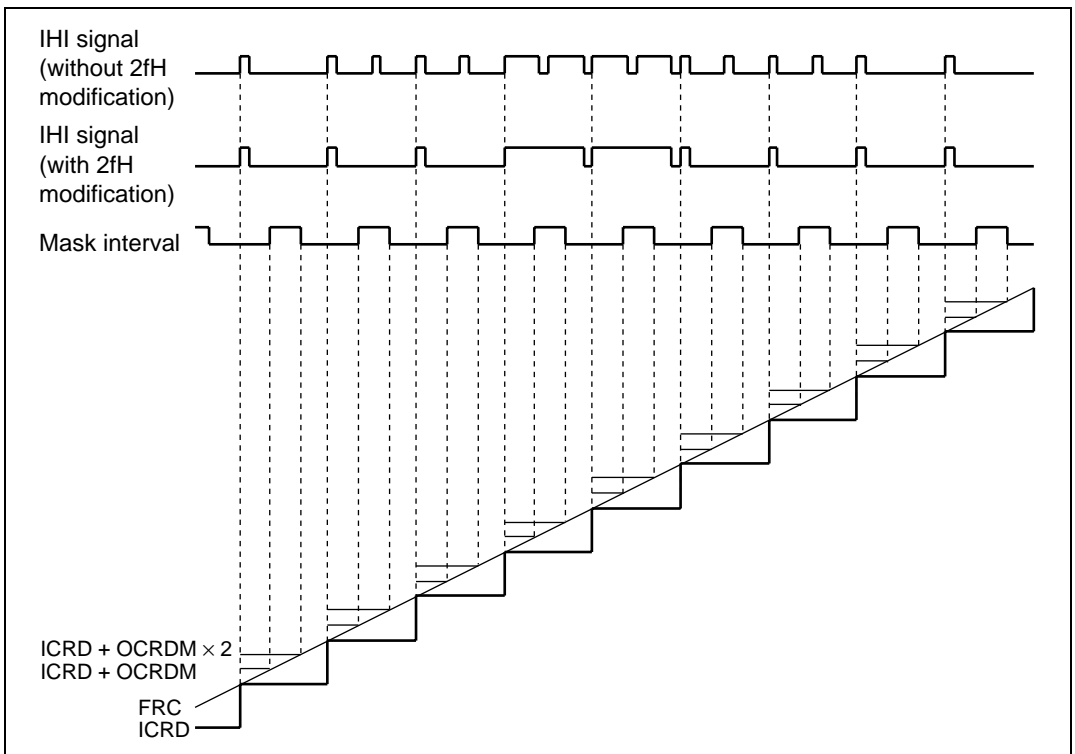 IHI signal
(without 2fH
modification)
IHI signal
(with 2fH
modification)
Mask interval
ICRD + OCRDM × 2
ICRD + OCRDM
FRC
ICRD